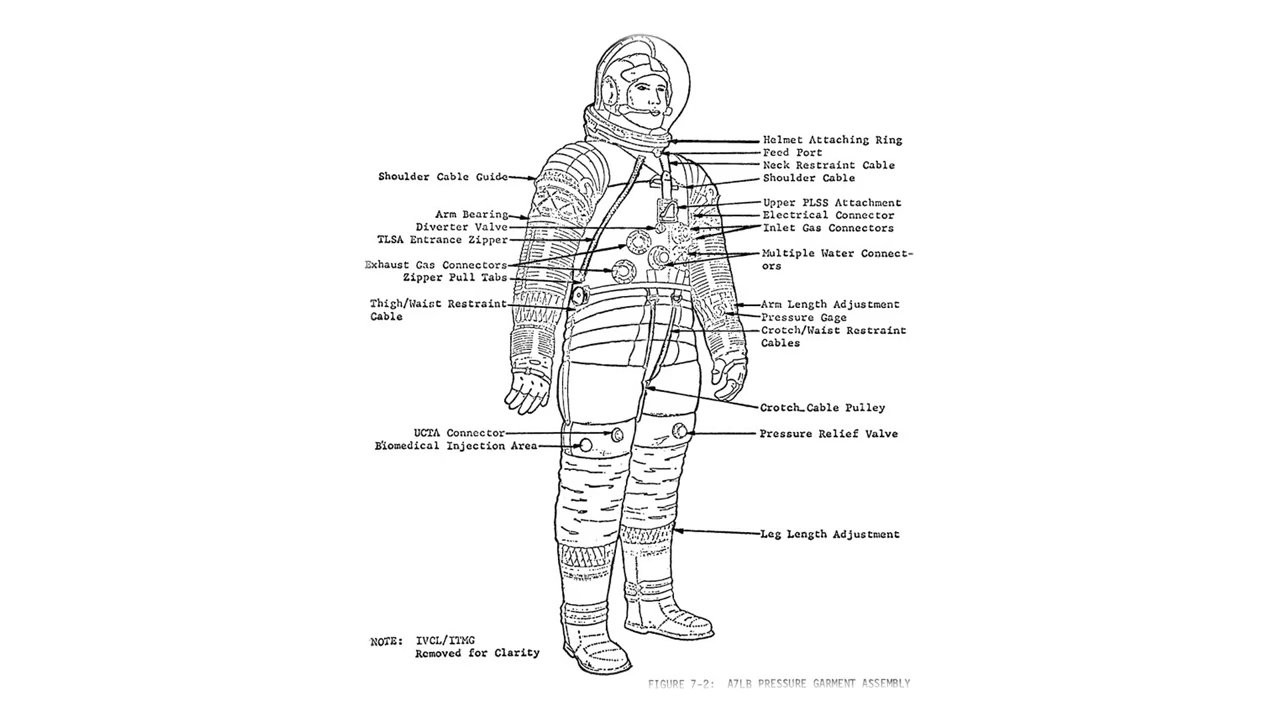 Helmet Attaching Ring
Feed Port
Neck Restraint Cable
Shoulder Cable
Upper PLSS Attachment
Electrical Connector
Inlet Gas Connectors
Multiple Water Connect-
ors
Arm Length Adjustment
Pressure Gage
Crotch/Waist Restraint
Cables
Crotch Cable Pulley
Pressure Relief Valve
Leg Length Adjustment
Shoulder Cable Guide
Arm Bearing
Diverter Valve
TLSA Entrance Zipper
Exhaust Gas Connectors
Zipper Pull Tabs
Thigh/Waist Restraint
Cable
UCTA Connector
Biomedical Injection Area
NOTE: IVCL/ITMG
Removed for Clarity
FIGURE 7-2: A7LB PRESSURE GARMENT ASSEMBLY